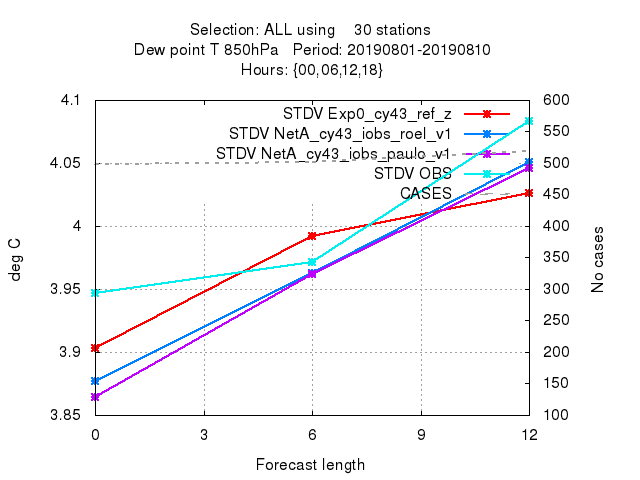 Selection: ALL using    30 stations
Dew point T 850hPa   Period: 20190801-20190810
Hours: {00,06,12,18}
4.1
4.05
4
3.95
3.9
3.85
deg C
600
550
500
450
400
350
300
250
200
150
100
No cases
STDV Exp0_cy43_ref_z
STDV NetA_cy43_iobs_roel_v1
STDV NetA_cy43_iobs_paulo_v1
STDV OBS
CASES
0 3 6 9 12
Forecast length